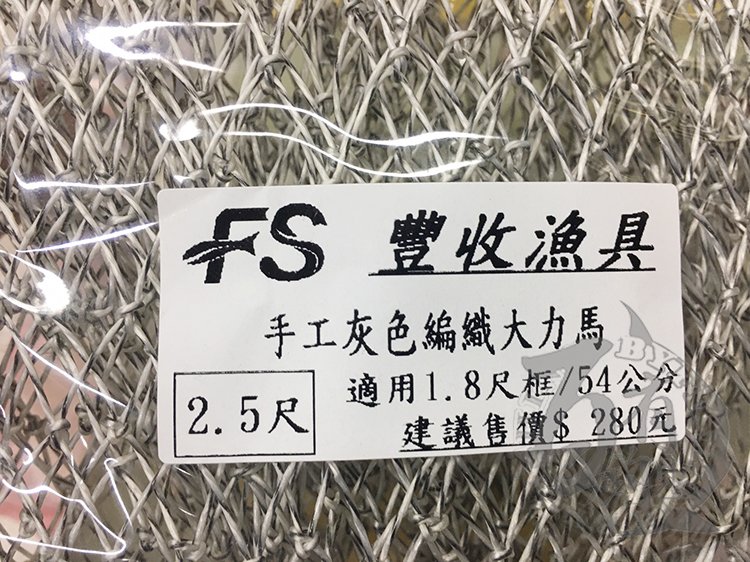 FS 豐收漁具
手工灰色編織大力馬
2.5尺
適用1.8尺框/54公分
建議售價$ 280元
BY